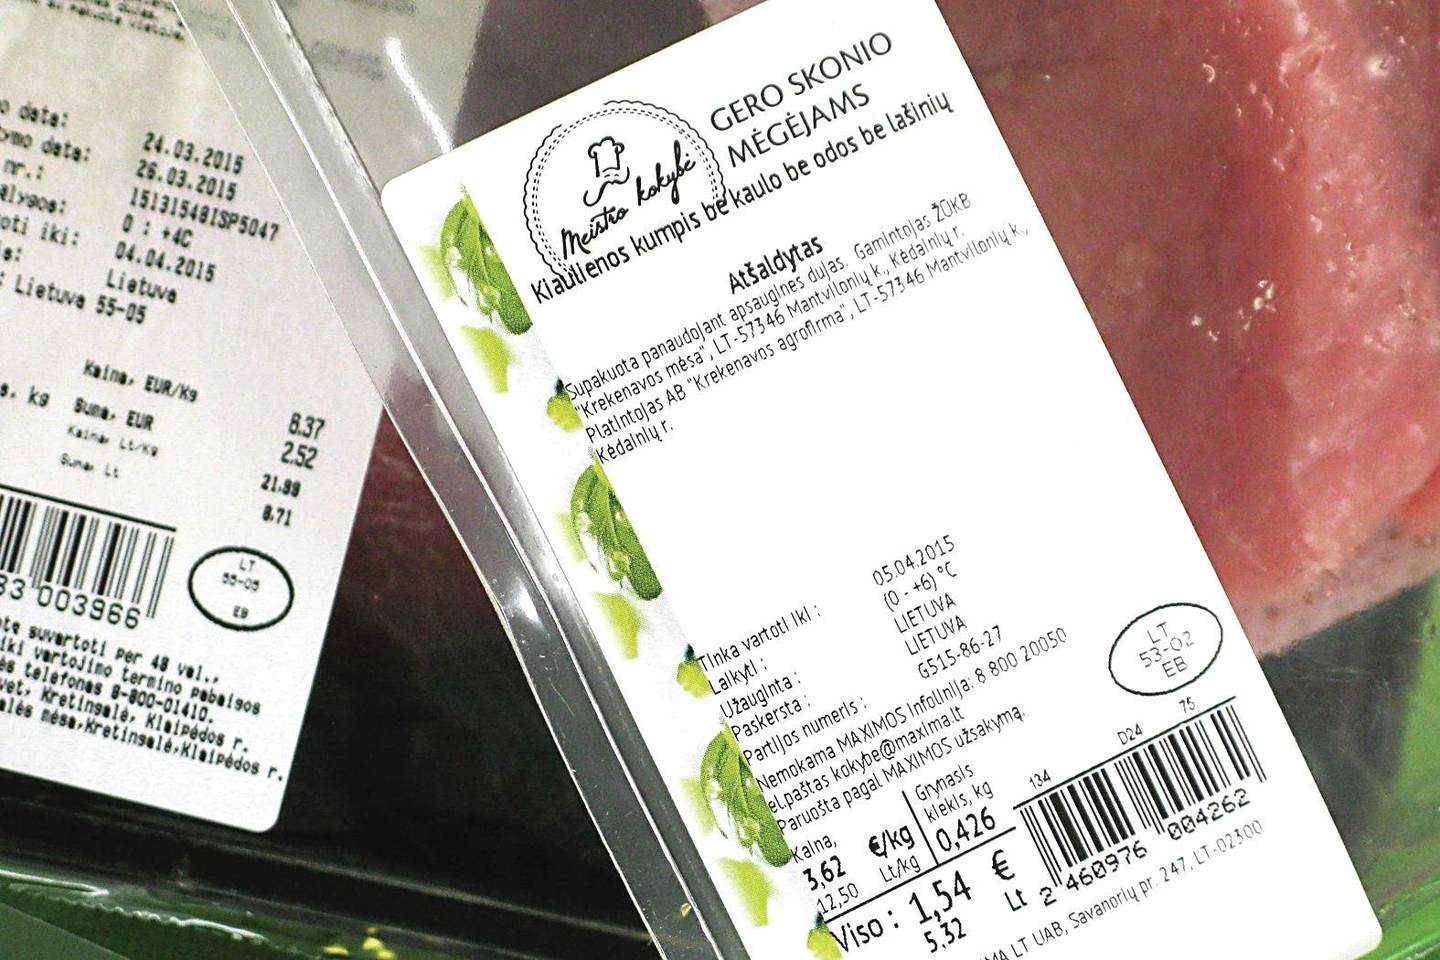 24.03.2015
26.03.2015
nr.: 151315481SP5047
0 : +4C
iki: 04.04.2015
Lietuva
Lietuva 55-05
Kaina, EUR/Kg 6.37
kg Suma, EUR 2.52
Kaina, Lt/Kg 21.99
Suma, Lt 8.71
003966
LT
55-05
EB
suvartoti per 48 val.,
iki vartojimo termino pabaigos
telefonas 8-800-01410.
Kretingalė, Klaipėdos r.
mėsa,Kretingalė,Klaipėdos r.
Meistro kokybė
GERO SKONIO
MĖGĖJAMS
Kiaulienos kumpis be kaulo be odos be lašinių
Atšaldytas
Supakuota panaudojant apsaugines dujas. Gamintojas ŽŪKB
"Krekenavos mėsa", LT-57346 Mantvilonių k., Kėdainių r.
Platintojas AB "Krekenavos agrofirma", LT-57346 Mantvilonių k.,
Kėdainių r.
Tinka vartoti iki : 05.04.2015
Laikyti : (0 - +6) °C
Užauginta : LIETUVA
Paskersta : LIETUVA
Partijos numeris : G515-86-27
Nemokama MAXIMOS infolinija: 8 800 20050
el.paštas kokybe@maxima.lt
Paruošta pagal MAXIMOS užsakymą.
LT
53-02
EB
Kaina,
3,62 €/kg
12,50 Lt/kg
Grynasis
kiekis, kg
0,426
Viso : 1,54 €
5,32 Lt
134 D24 75
2 460976 004262
LT UAB, Savanorių pr. 247, LT-02300